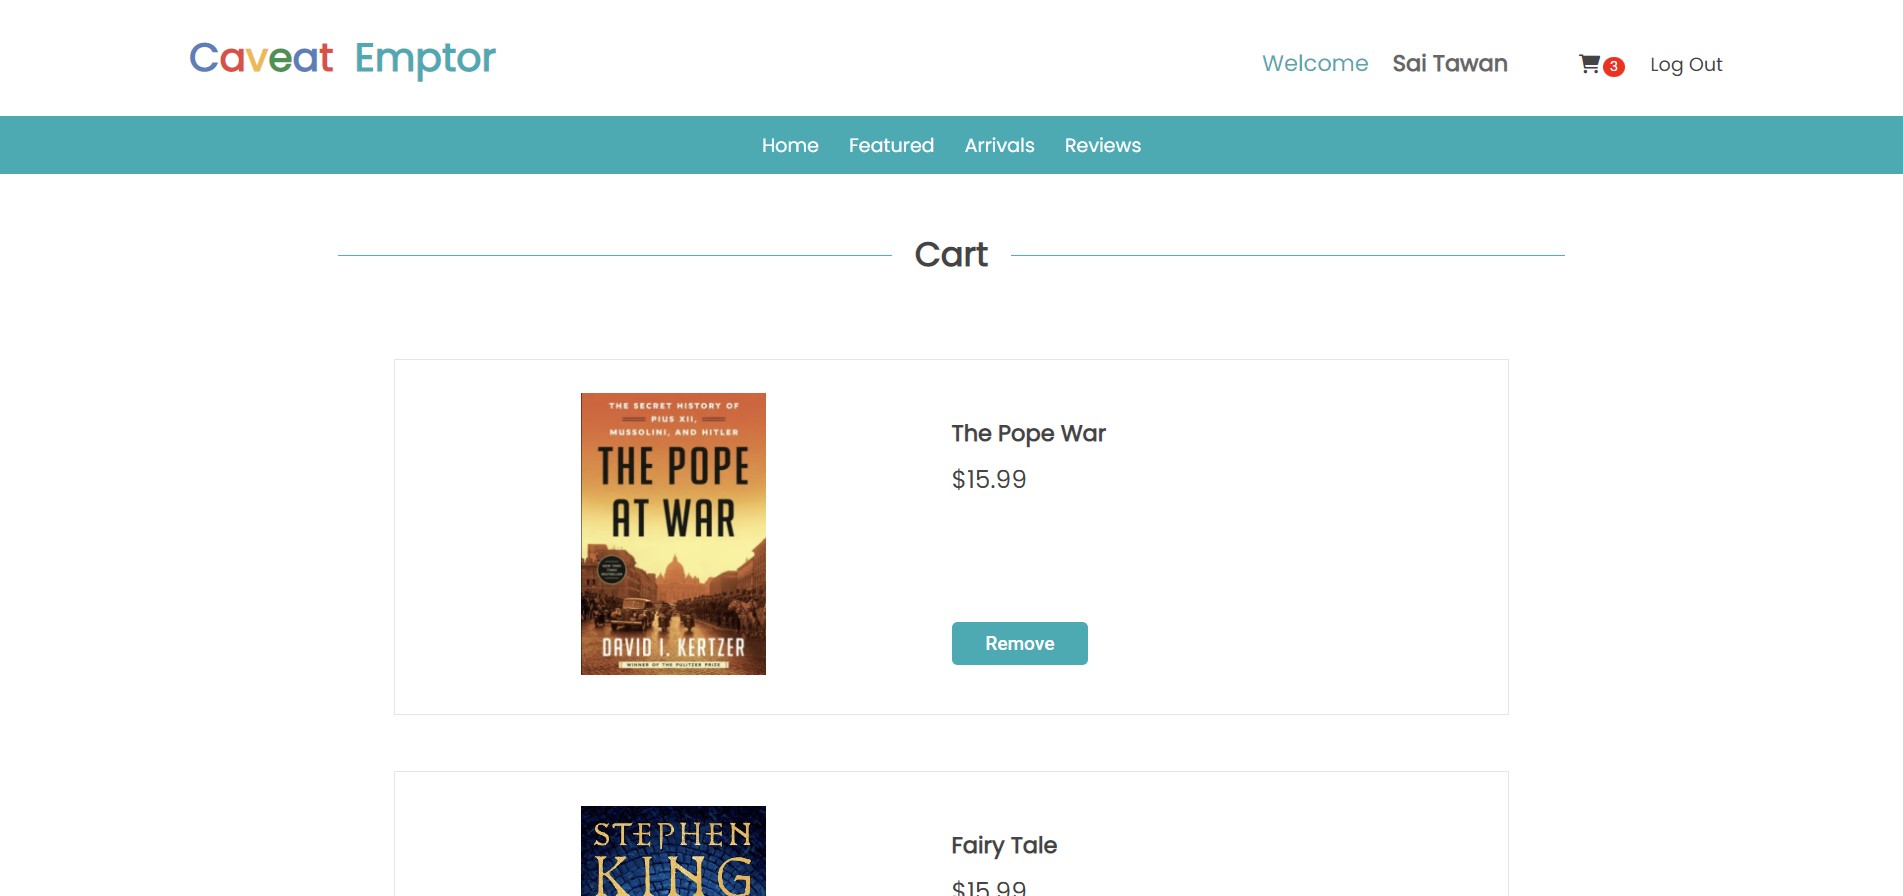 Caveat Emptor
Welcome Sai Tawan 3 Log Out
Home Featured Arrivals Reviews
Cart
THE SECRET HISTORY OF
PIUS XII,
MUSSOLINI, AND HITLER
THE POPE
AT WAR
DAVID I. KERTZER
WINNER OF THE PULITZER PRIZE
The Pope War
$15.99
Remove
STEPHEN
KING
Fairy Tale
$15.99